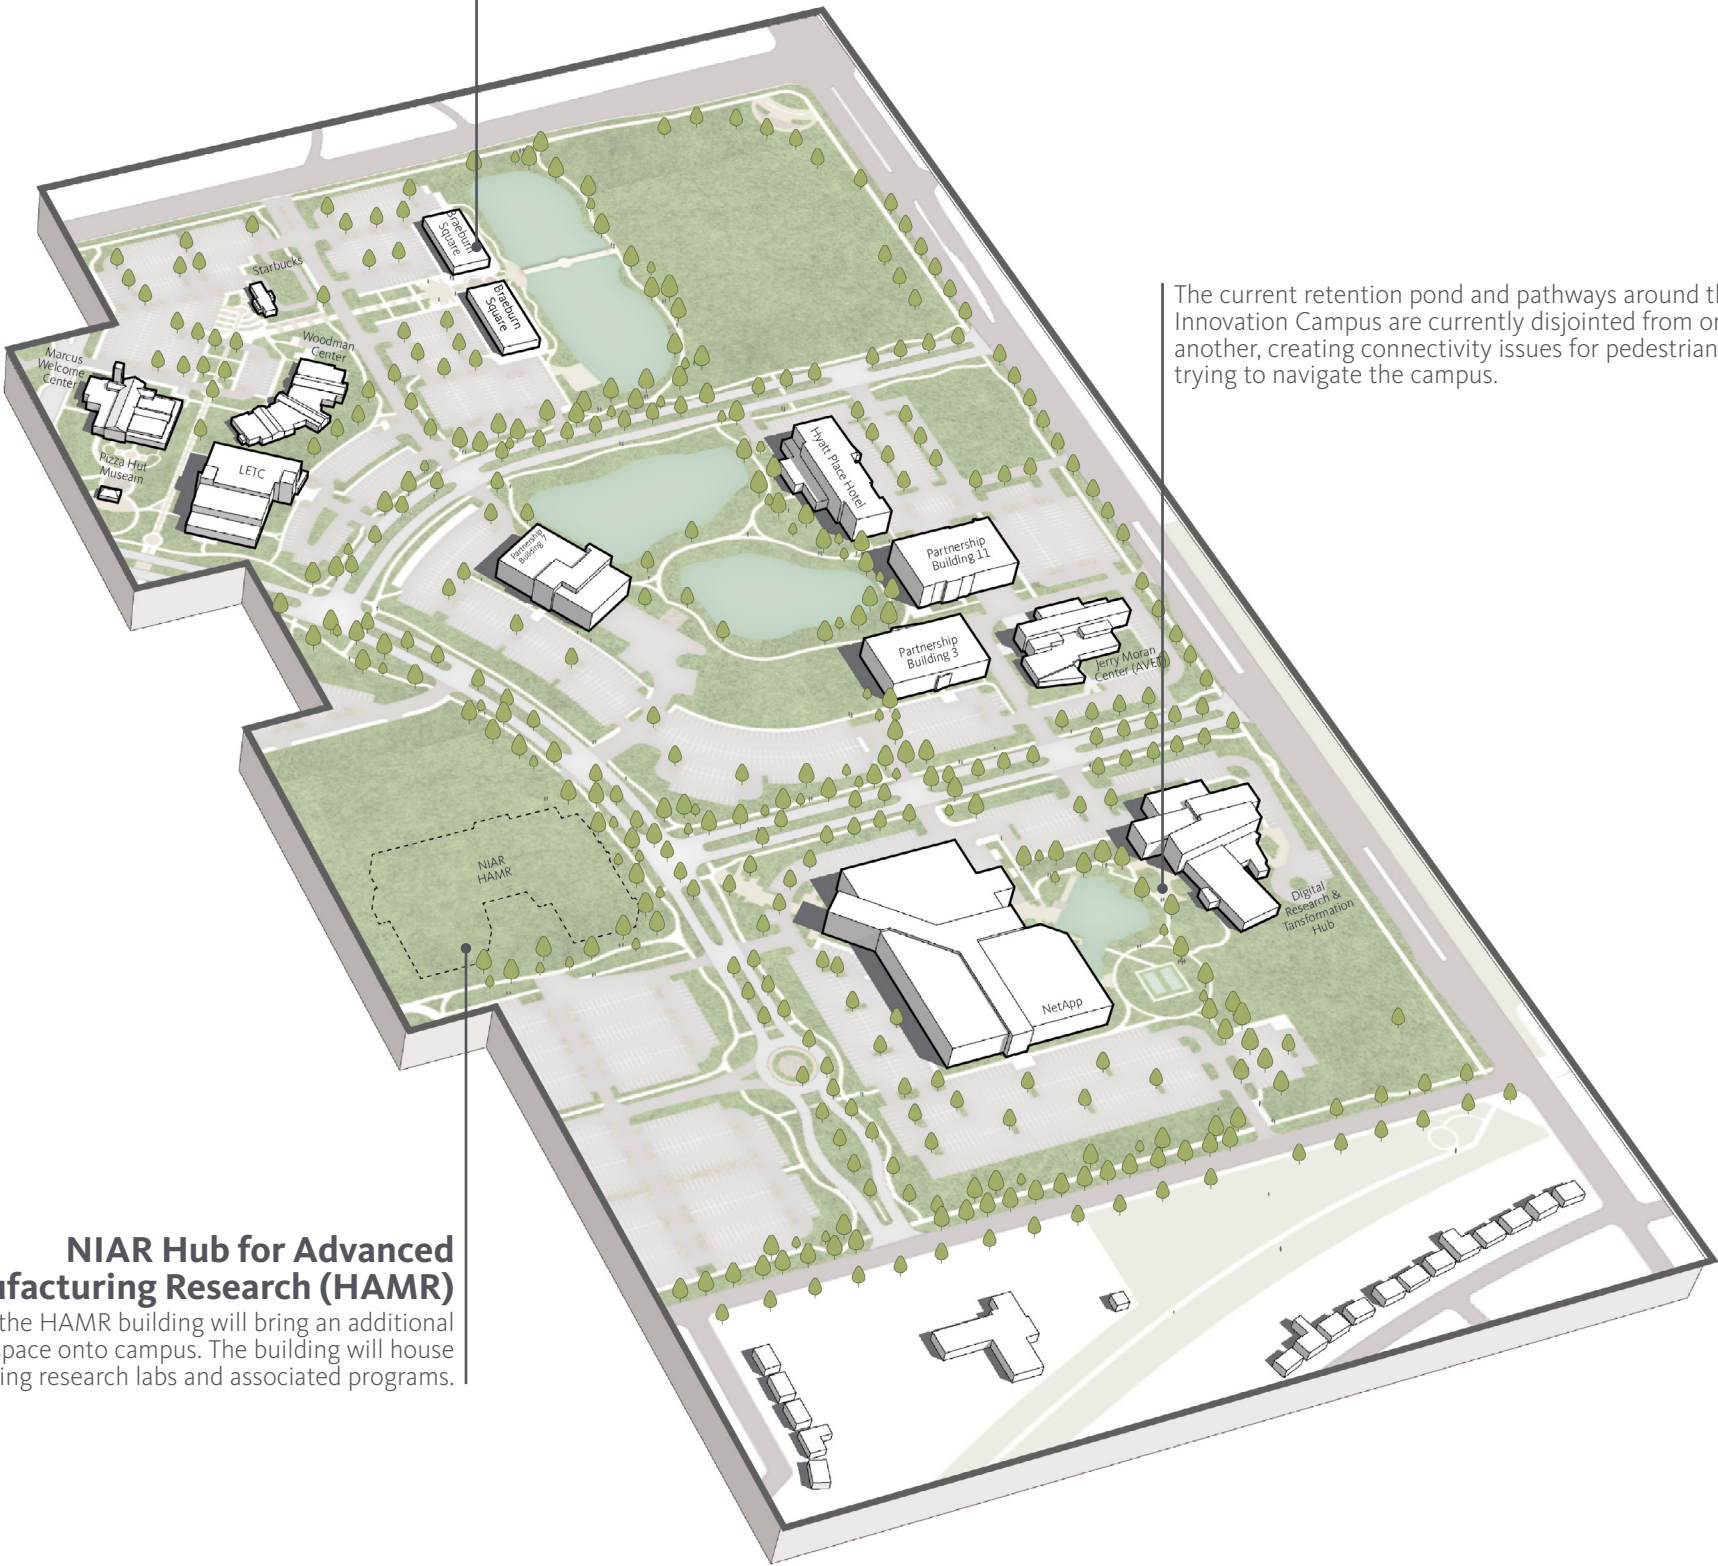 Braeburn
Square
Braeburn
Square
Starbucks
Woodman
Center
Marcus
Welcome
Center
Pizza Hut
Museam
LETC
The current retention pond and pathways around th
Innovation Campus are currently disjointed from or
another, creating connectivity issues for pedestrian
trying to navigate the campus.
Hyatt Place Hotel
Partnership
Building 7
Partnership
Building 11
Partnership
Building 3
Jerry Moran
Center (AVET)
NIAR
HAMR
Digital
Research &
Tansformation
Hub
NetApp
NIAR Hub for Advanced
ufacturing Research (HAMR)
the HAMR building will bring an additional
space onto campus. The building will house
ing research labs and associated programs.